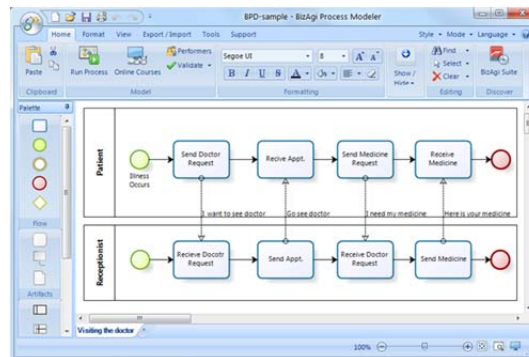 BPD-sample - BizAgi Process Modeler
Home Format View Export / Import Tools Support
Style Mode Language
Paste
Clipboard
Run Process
Online Courses
Performers
Validate
Model
Segoe UI
8
B I U S A
Formatting
Show / Hide
Find
Select
Clear
Editing
BizAgi Suite
Discover
Palette
Flow
Artifacts
Patient
Illness Occurs
Send Doctor Request
Recive Appt.
Send Medicine Request
Receive Medicine
I want to see doctor
Go see doctor
I need my medicine
Here is your medicine
Receptionist
Recieve Docotr Request
Send Appt.
Receive Doctor Request
Send Medicine
Visiting the doctor
100%